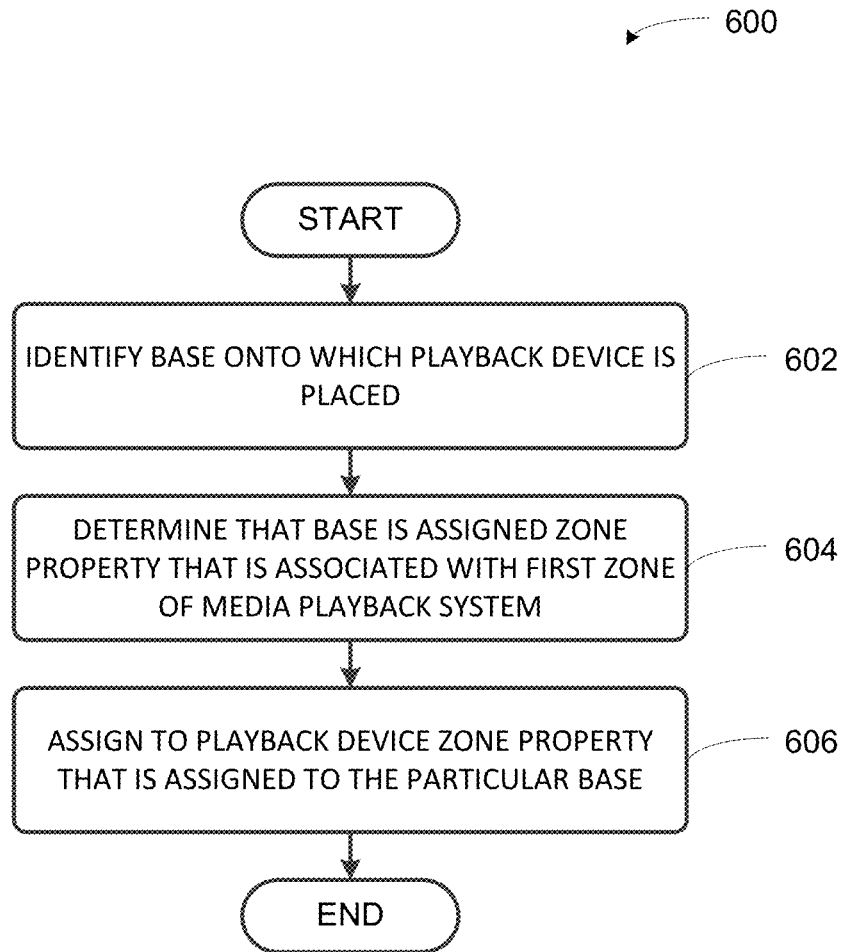 600
START
IDENTIFY BASE ONTO WHICH PLAYBACK DEVICE IS
PLACED
602
DETERMINE THAT BASE IS ASSIGNED ZONE
PROPERTY THAT IS ASSOCIATED WITH FIRST ZONE
OF MEDIA PLAYBACK SYSTEM
604
ASSIGN TO PLAYBACK DEVICE ZONE PROPERTY
THAT IS ASSIGNED TO THE PARTICULAR BASE
606
END